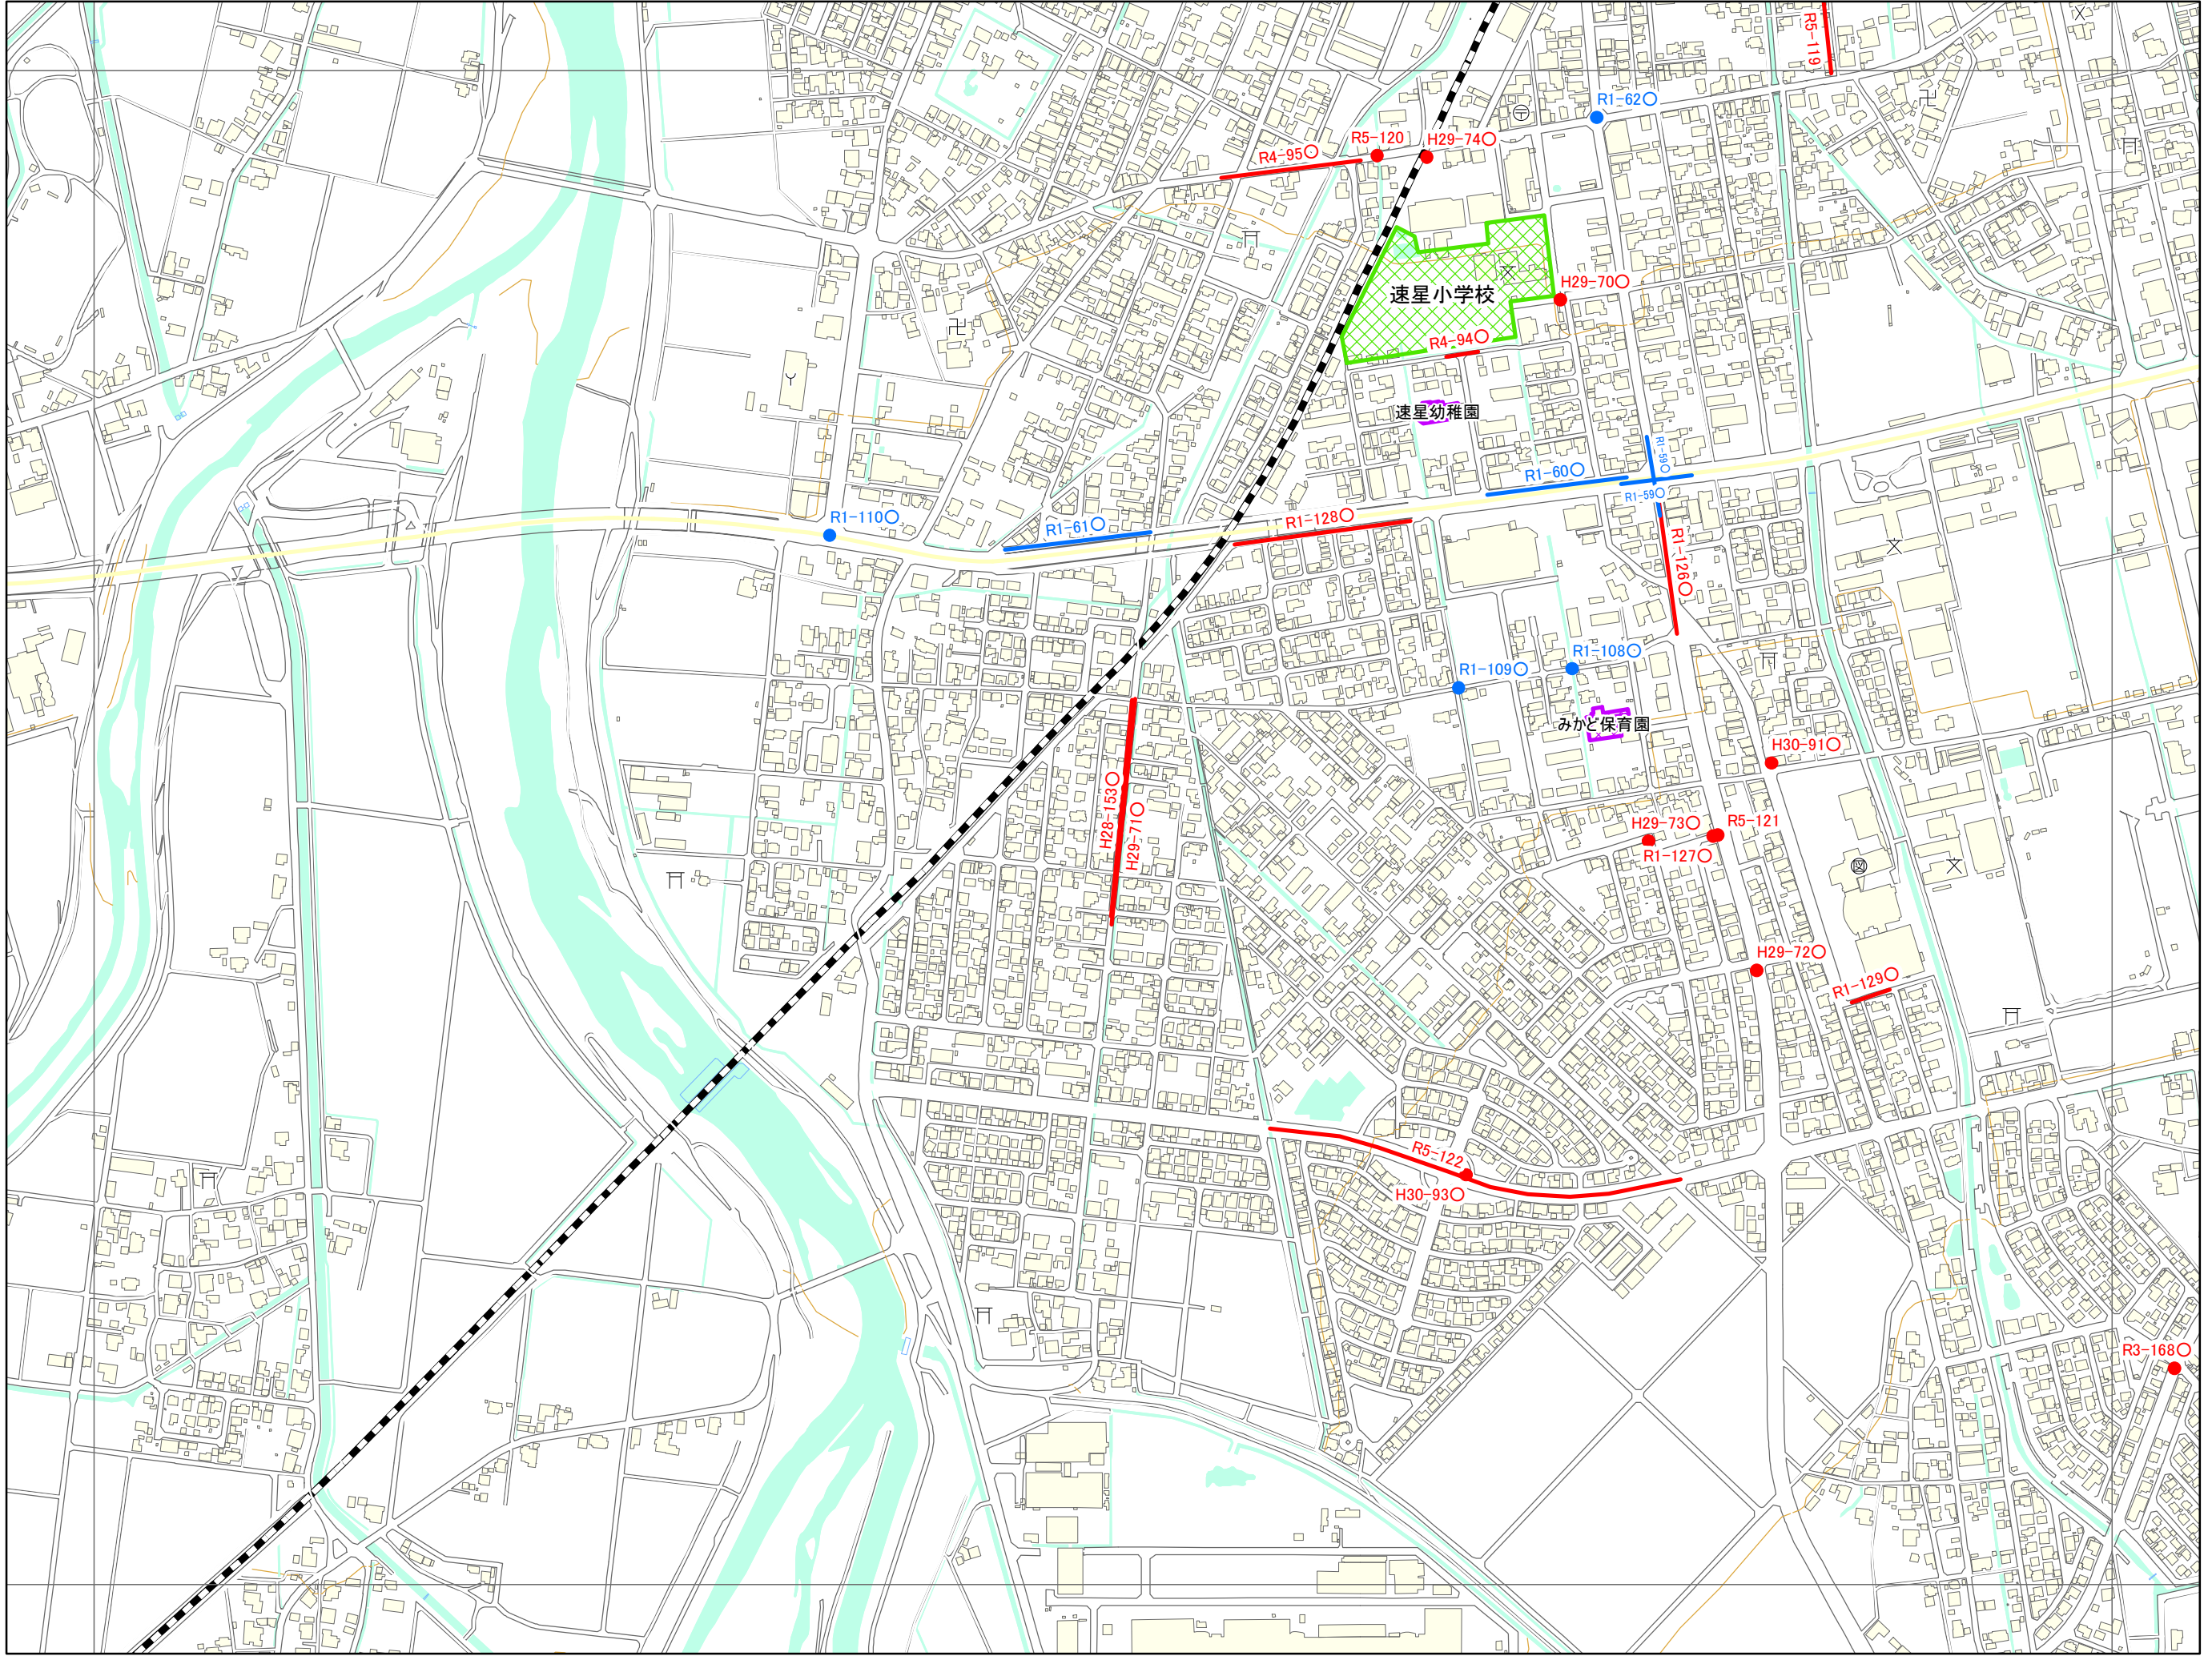 R5-119
R1-62○
R5-120
H29-74○
R4-95○
H29-70○
速星小学校
R4-94○
速星幼稚園
R1-59○
R1-60○
R1-59○
R1-110○
R1-61○
R1-128○
R1-126○
R1-108○
R1-109○
みかど保育園
H30-91○
H28-153○
H29-71○
H29-73○
R5-121
R1-127○
H29-72○
R1-129○
R5-122
H30-93○
R3-168○